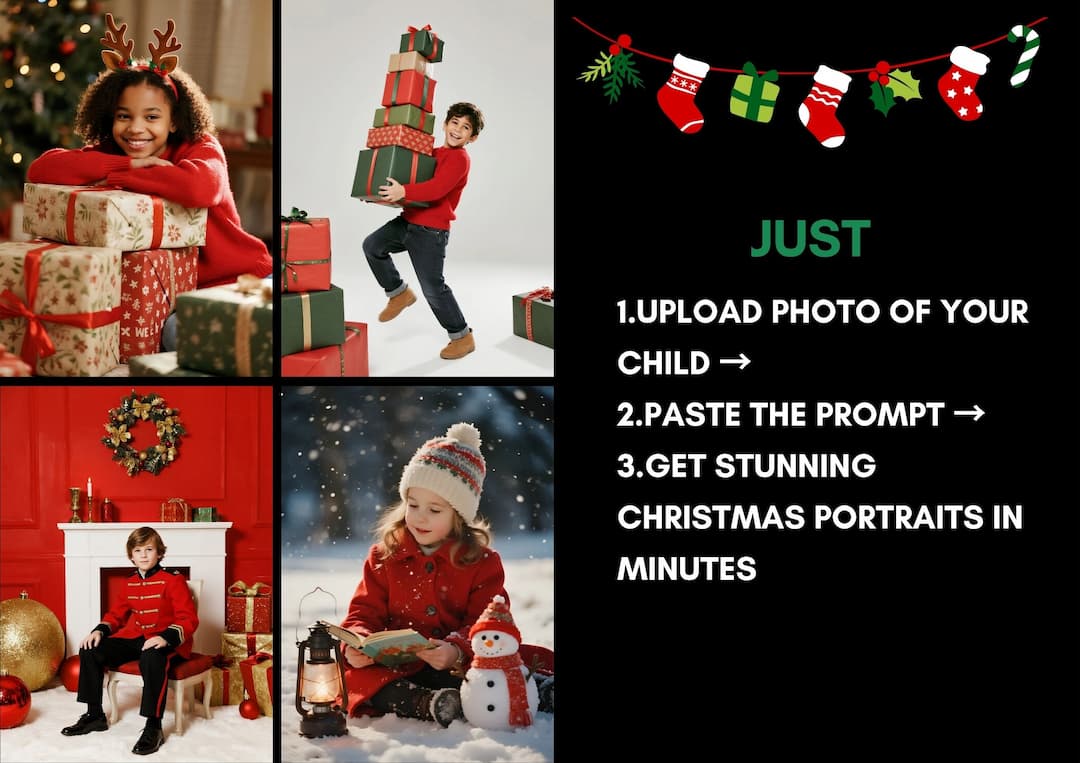 JUST
1.UPLOAD PHOTO OF YOUR
CHILD →
2.PASTE THE PROMPT →
3.GET STUNNING
CHRISTMAS PORTRAITS IN
MINUTES